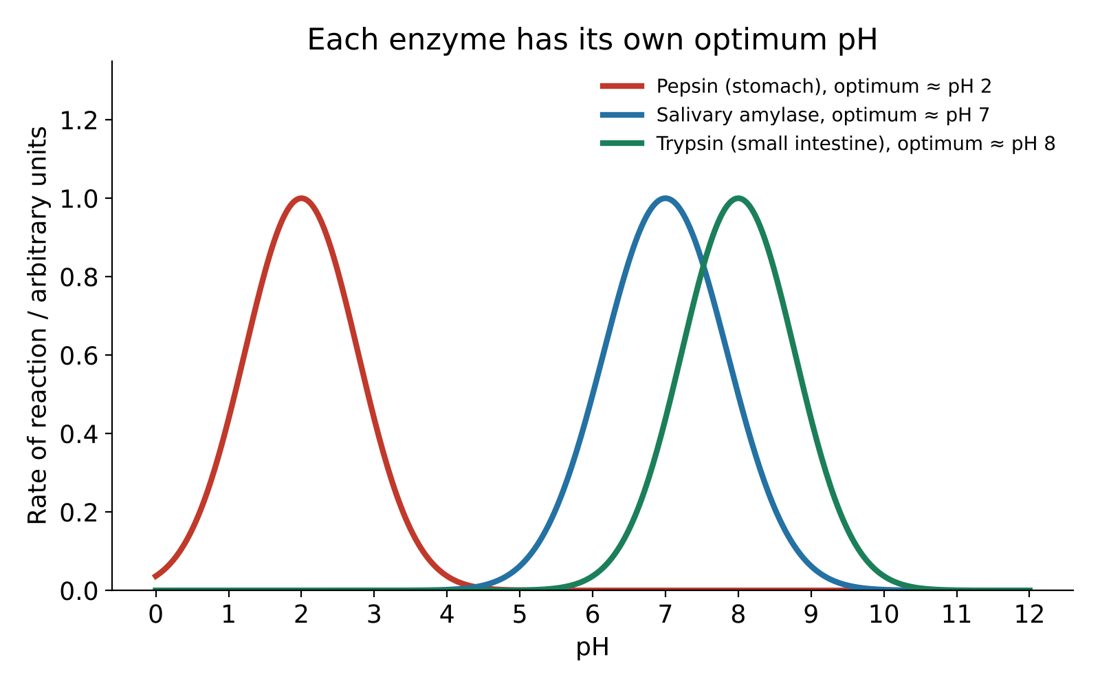 Each enzyme has its own optimum pH
Pepsin (stomach), optimum ≈ pH 2
Salivary amylase, optimum ≈ pH 7
Trypsin (small intestine), optimum ≈ pH 8
Rate of reaction / arbitrary units
1.2
1.0
0.8
0.6
0.4
0.2
0.0
0 1 2 3 4 5 6 7 8 9 10 11 12
pH